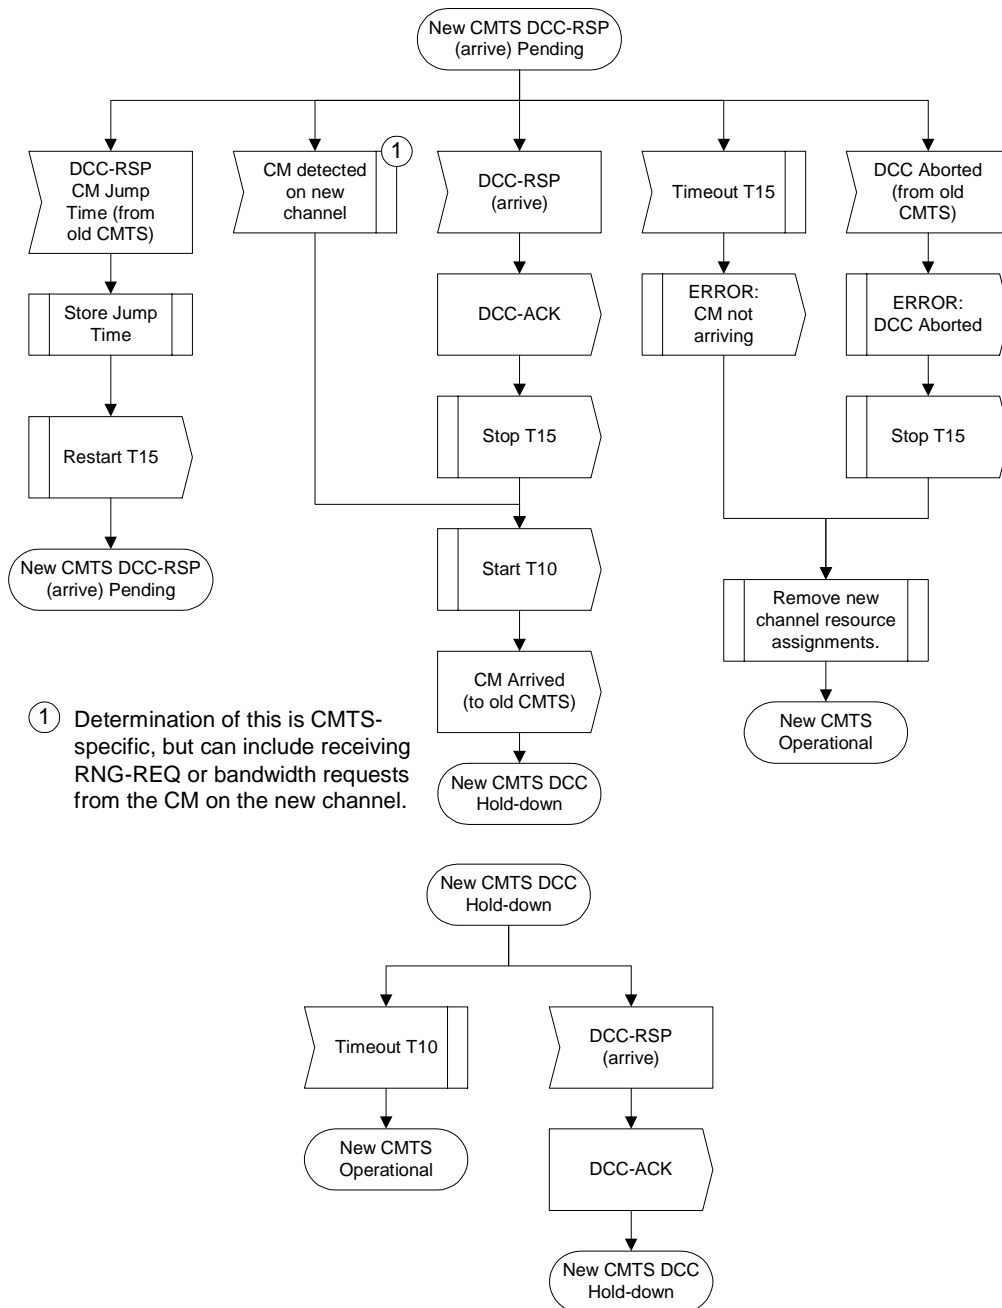 New CMTS DCC-RSP
(arrive) Pending
DCC-RSP
CM Jump
Time (from
old CMTS)
Store Jump
Time
Restart T15
New CMTS DCC-RSP
(arrive) Pending
1
CM detected
on new
channel
DCC-RSP
(arrive)
DCC-ACK
Stop T15
Start T10
CM Arrived
(to old CMTS)
New CMTS DCC
Hold-down
Timeout T15
ERROR:
CM not
arriving
DCC Aborted
(from old
CMTS)
ERROR:
DCC Aborted
Stop T15
Remove new
channel resource
assignments.
New CMTS
Operational
1 Determination of this is CMTS-
specific, but can include receiving
RNG-REQ or bandwidth requests
from the CM on the new channel.
New CMTS DCC
Hold-down
Timeout T10
New CMTS
Operational
DCC-RSP
(arrive)
DCC-ACK
New CMTS DCC
Hold-down